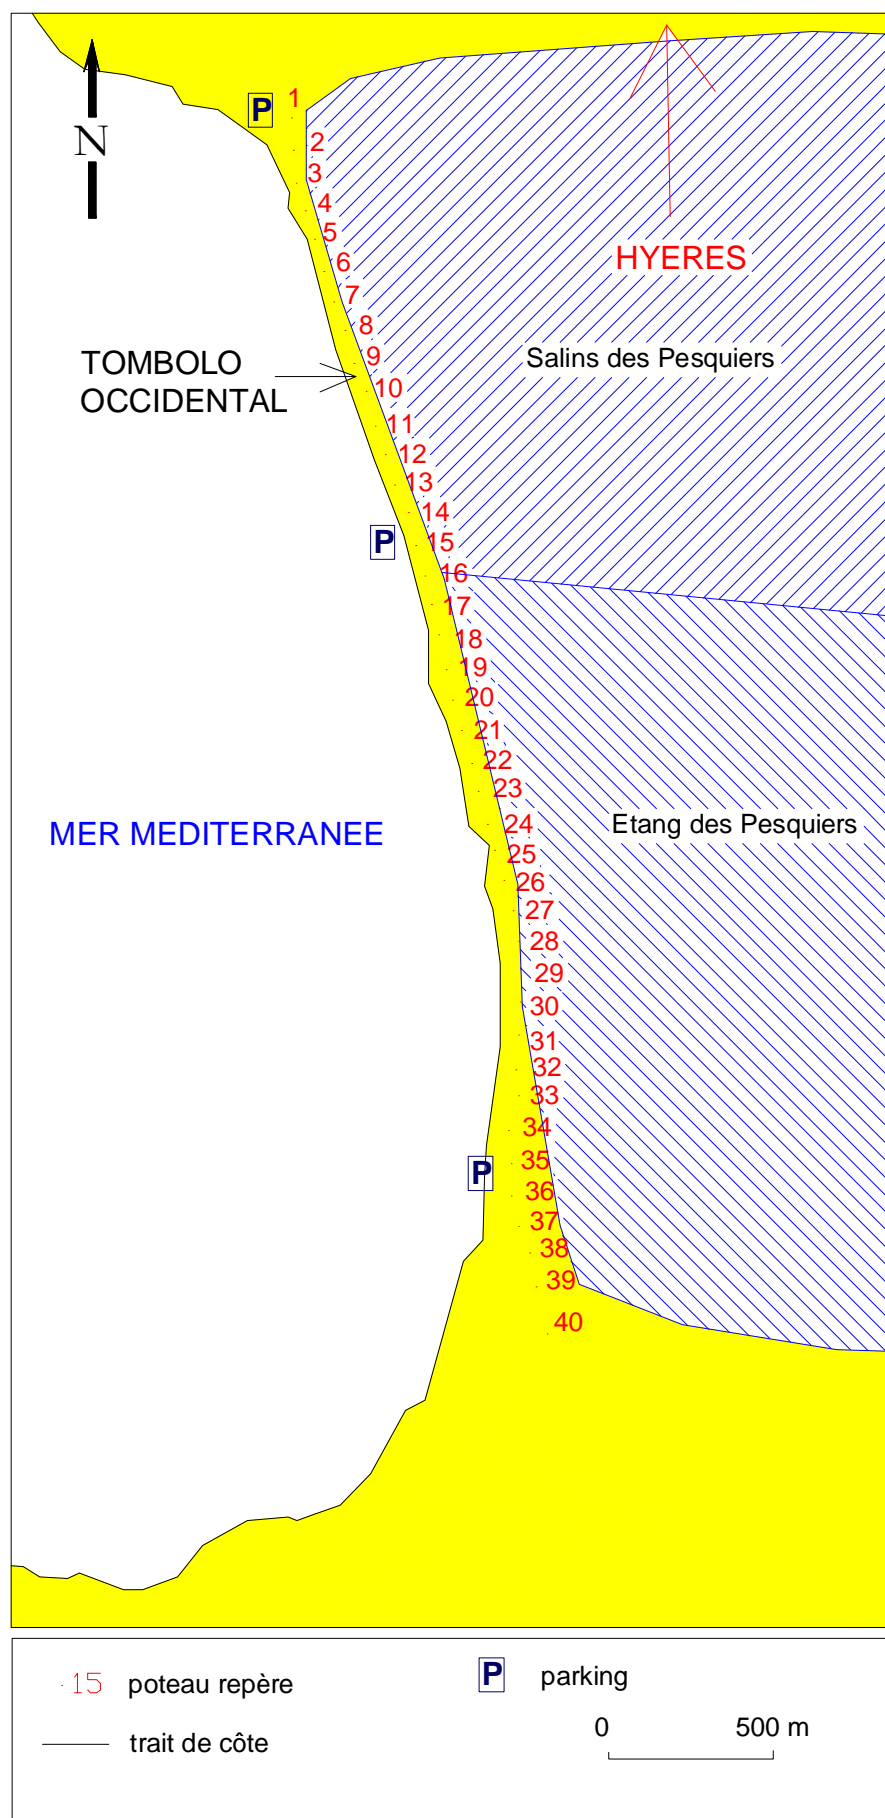 P
1
N
2
3
4
5
6
HYERES
7
8
TOMBOLO
OCCIDENTAL
9
Salins des Pesquiers
10
11
12
13
14
P
15
16
17
18
19
20
21
22
23
MER MEDITERRANEE
24
Etang des Pesquiers
25
26
27
28
29
30
31
32
33
34
35
P
36
37
38
39
40
15 poteau repère
P parking
trait de côte
0 500 m